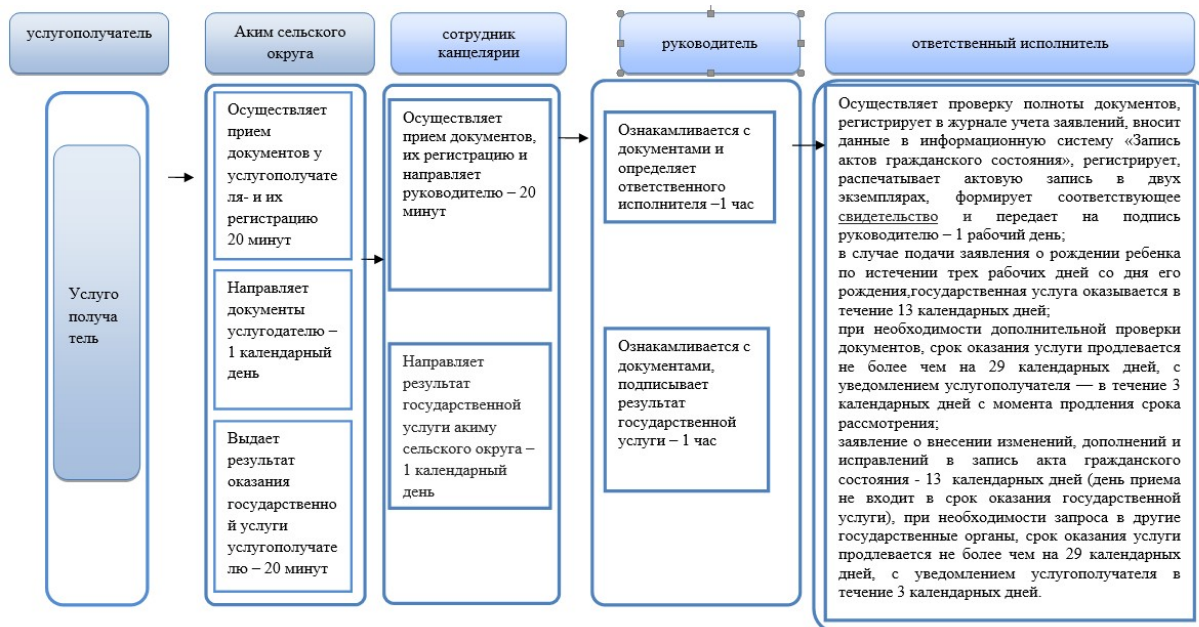 услугополучатель
Аким сельского
округа
сотрудник
канцелярии
руководитель
ответственный исполнитель
Услуго
получа
тель
Осуществляет
прием
документов у
услугополучате
ля- и их
регистрацию
20 минут
Направляет
документы
услугодателю –
1 календарный
день
Выдает
результат
оказания
государственно
й услуги
услугополучате
лю – 20 минут
Осуществляет
прием документов,
их регистрацию и
направляет
руководителю – 20
минут
Направляет
результат
государственной
услуги акиму
сельского округа –
1 календарный
день
Ознакамливается с
документами и
определяет
ответственного
исполнителя –1 час
Ознакамливается с
документами,
подписывает
результат
государственной
услуги – 1 час
Осуществляет проверку полноты документов,
регистрирует в журнале учета заявлений, вносит
данные в информационную систему «Запись
актов гражданского состояния», регистрирует,
распечатывает актовую запись в двух
экземплярах, формирует соответствующее
свидетельство и передает на подпись
руководителю – 1 рабочий день;
в случае подачи заявления о рождении ребенка
по истечении трех рабочих дней со дня его
рождения,государственная услуга оказывается в
течение 13 календарных дней;
при необходимости дополнительной проверки
документов, срок оказания услуги продлевается
не более чем на 29 календарных дней, с
уведомлением услугополучателя — в течение 3
календарных дней с момента продления срока
рассмотрения;
заявление о внесении изменений, дополнений и
исправлений в запись акта гражданского
состояния - 13 календарных дней (день приема
не входит в срок оказания государственной
услуги), при необходимости запроса в другие
государственные органы, срок оказания услуги
продлевается не более чем на 29 календарных
дней, с уведомлением услугополучателя в
течение 3 календарных дней.